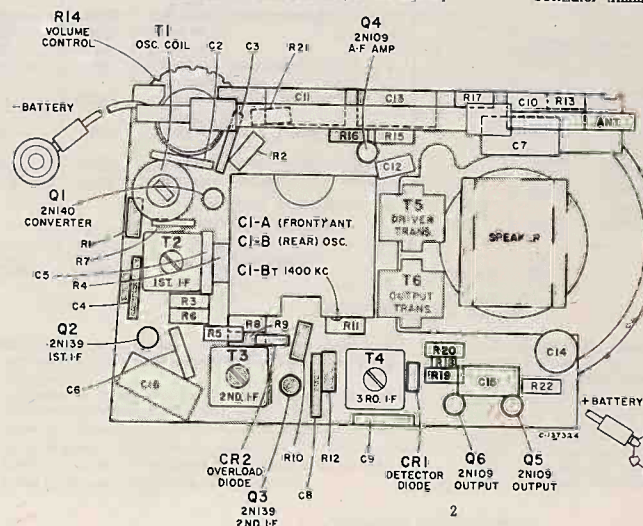 R14
VOLUME
CONTROL
T1
OSC. COIL
C2
C3
R21
Q4
2N109
A-F AMP
-BATTERY
C11
C13
R17
C10
R13
ANT.
R16
R15
C7
R2
C12
Q1
2N140
CONVERTER
C1-A (FRONT) ANT.
C1-B (REAR) OSC.
C1-BT 1400 KC
T5
DRIVER
TRANS.
SPEAKER
R1
R7
T2
1ST. I-F
C5
R4
C4
T6
OUTPUT
TRANS.
R3
R6
Q2
2N139
1ST. I-F
R5
R8
R9
R11
C14
R20
R18
R19
C6
C16
T3
2ND. I-F
T4
3RD. I-F
C15
R22
+BATTERY
C-137324
CR2
OVERLOAD
DIODE
R10
R12
C9
CR1
DETECTOR
DIODE
Q6
2N109
OUTPUT
Q5
2N109
OUTPUT
Q3
2N139
2ND. I-F
C8
2